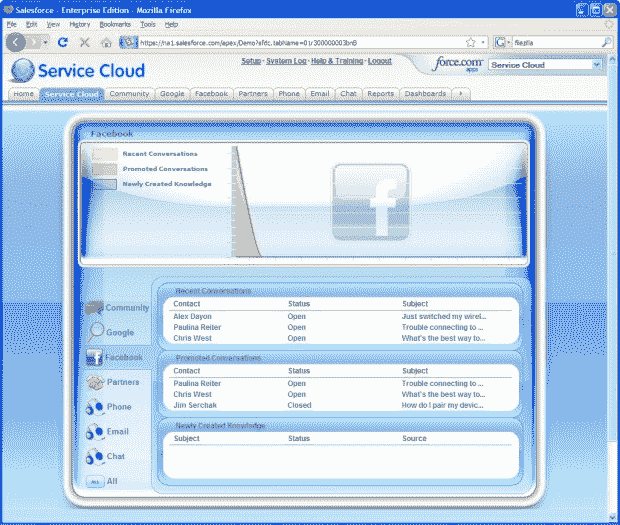 Salesforce - Enterprise Edition - Mozilla Firefox
File Edit View History Bookmarks Tools Help
https://na1.salesforce.com/apex/Demo?sfdc.tabName=01r300000003bnB
Service Cloud
Setup · System Log · Help & Training · Logout
force.com
apps
Service Cloud
Home Service Cloud Community Google Facebook Partners Phone Email Chat Reports Dashboards
Facebook
Recent Conversations
Promoted Conversations
Newly Created Knowledge
f
Community
Google
Facebook
Partners
Phone
Email
Chat
ALL All
Recent Conversations
Contact Status Subject
Alex Dayon Open Just switched my wirel...
Paulina Reiter Open Trouble connecting to ...
Chris West Open What's the best way to...
Promoted Conversations
Contact Status Subject
Paulina Reiter Open Trouble connecting to ...
Chris West Open What's the best way to...
Jim Serchak Closed How do I pair my devic...
Newly Created Knowledge
Subject Status Source